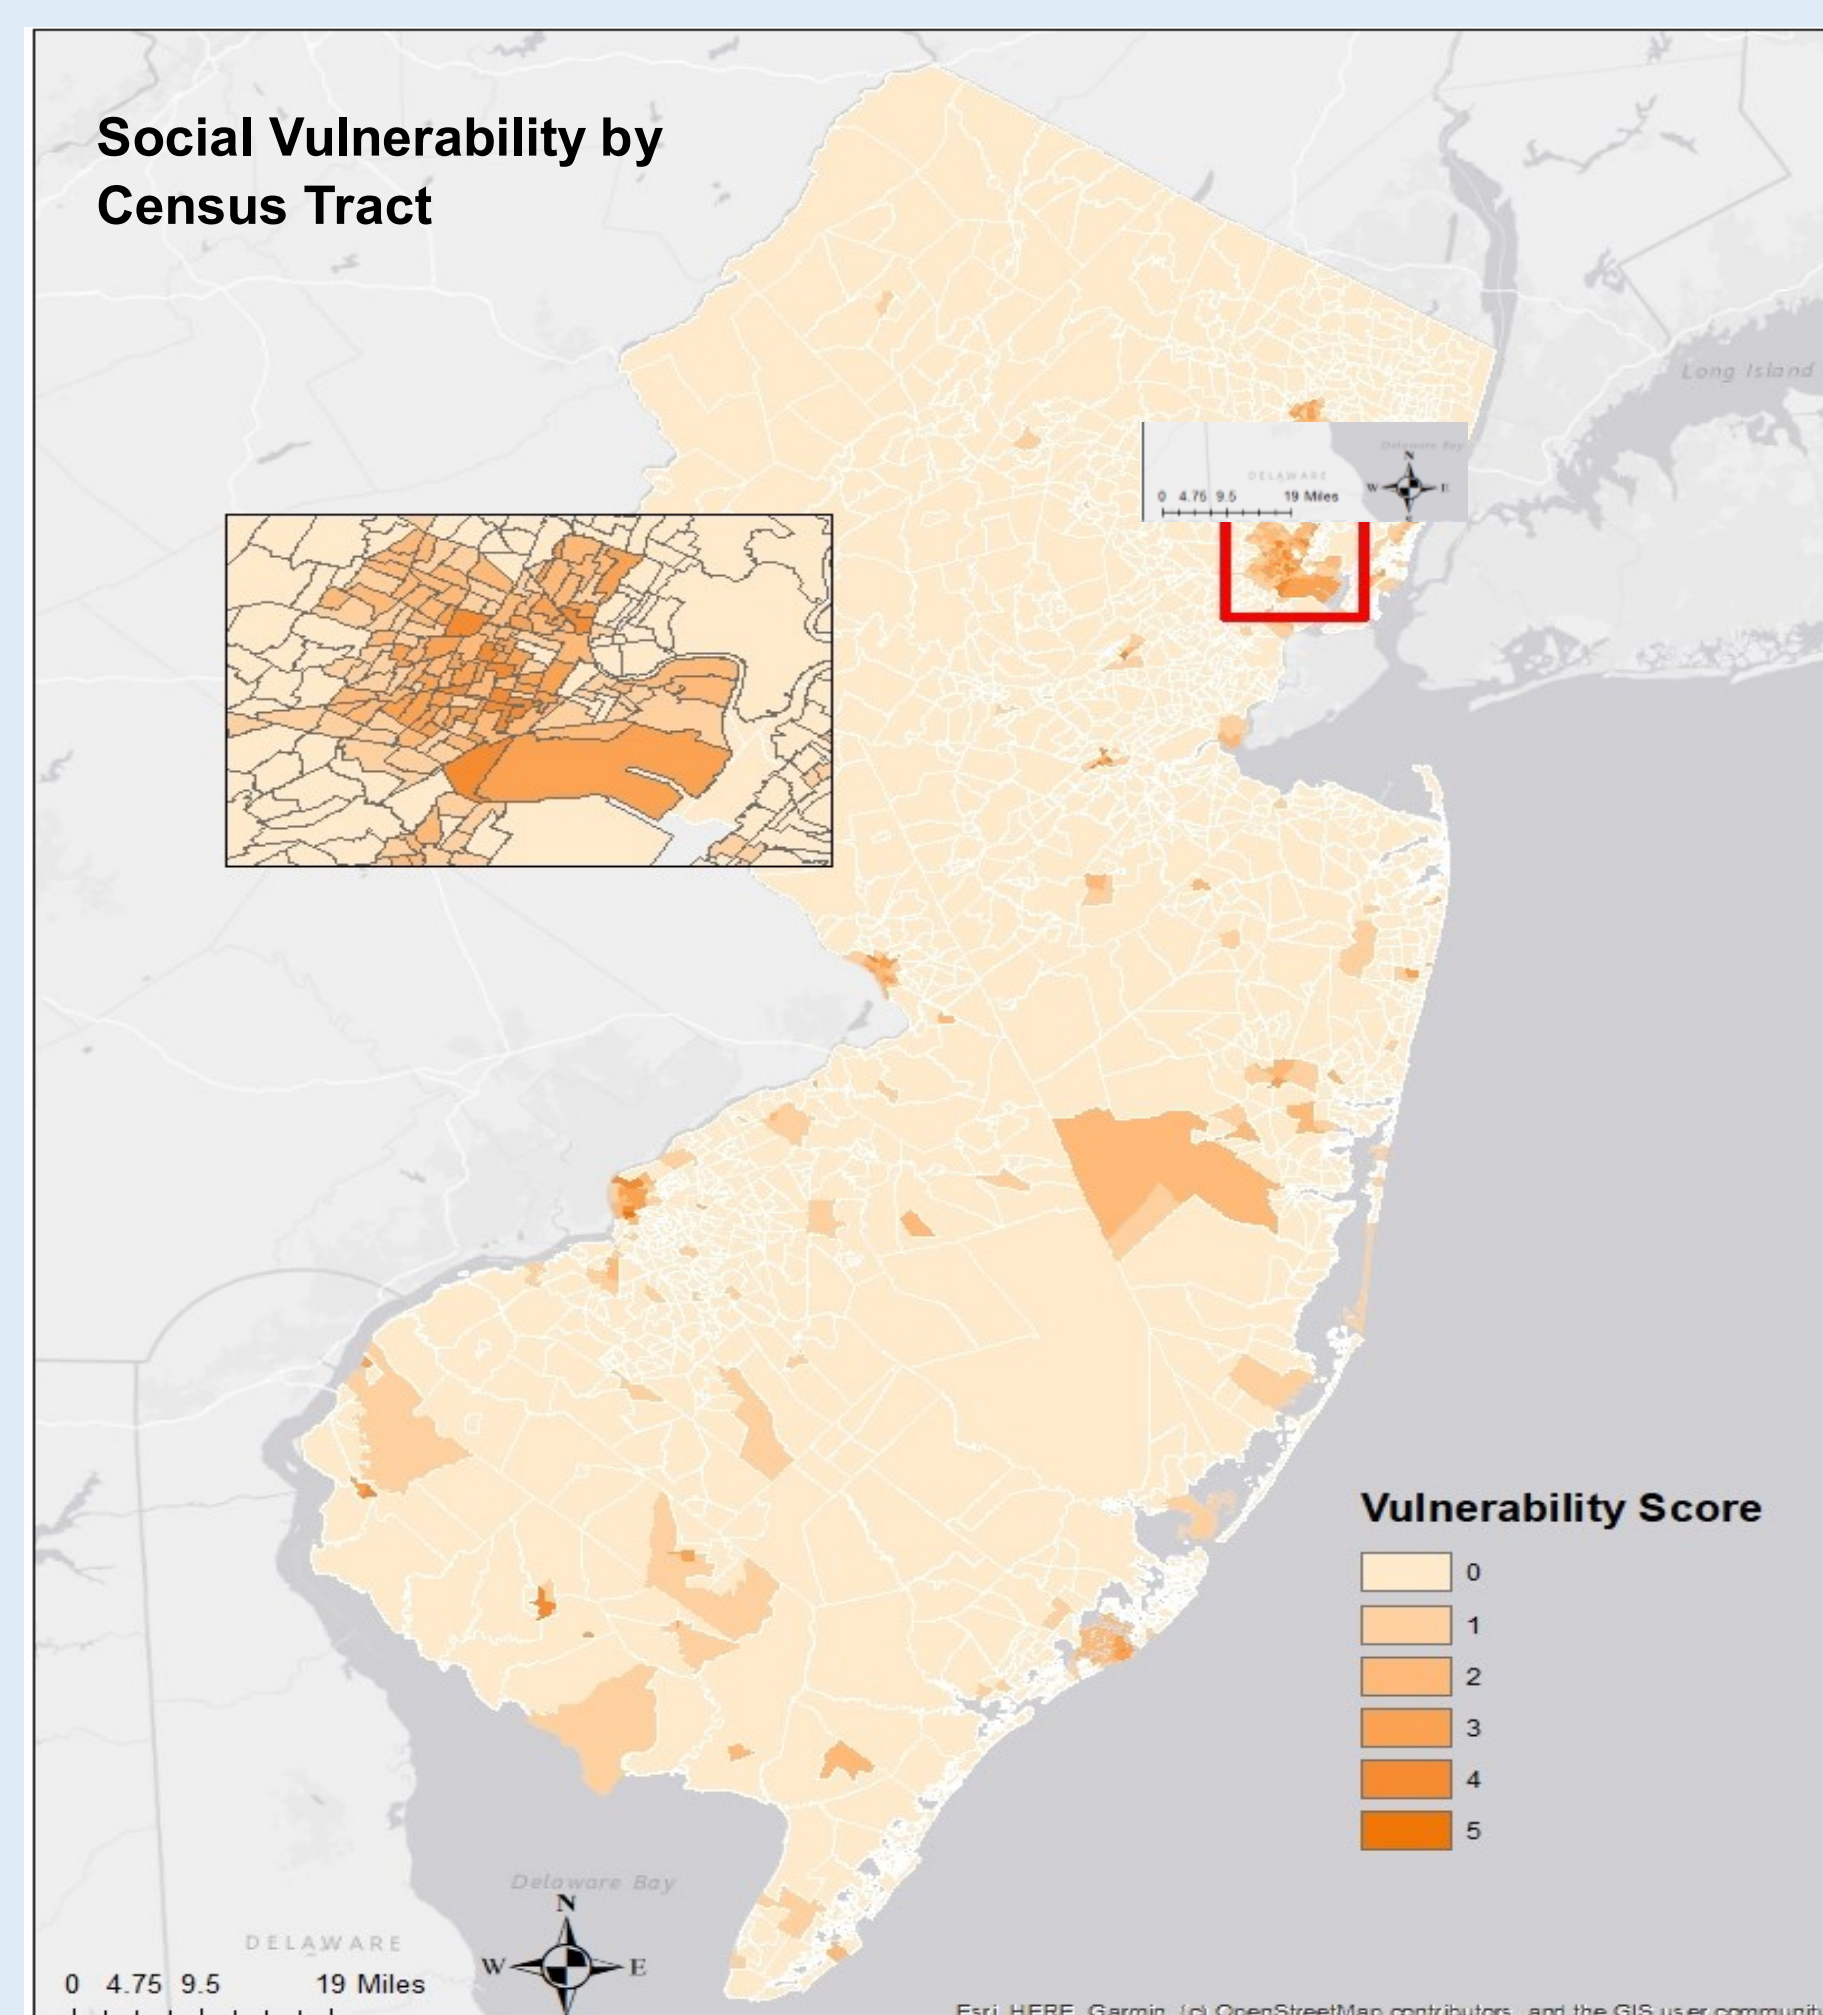 Social Vulnerability by
Census Tract
Long Island
Delaware Bay
N
DELAWARE
W E
0 4.75 9.5 19 Miles
Vulnerability Score
0
1
2
3
4
5
Delaware Bay
N
DELAWARE
W E
0 4.75 9.5 19 Miles
Esri, HERE, Garmin, (c) OpenStreetMap contributors, and the GIS user